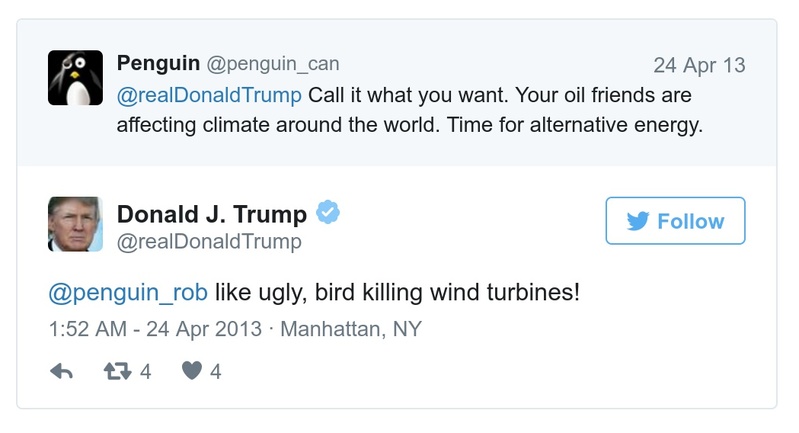 Penguin @penguin_can
24 Apr 13
@realDonaldTrump Call it what you want. Your oil friends are
affecting climate around the world. Time for alternative energy.
Donald J. Trump
@realDonaldTrump
Follow
@penguin_rob like ugly, bird killing wind turbines!
1:52 AM - 24 Apr 2013 · Manhattan, NY
4
4